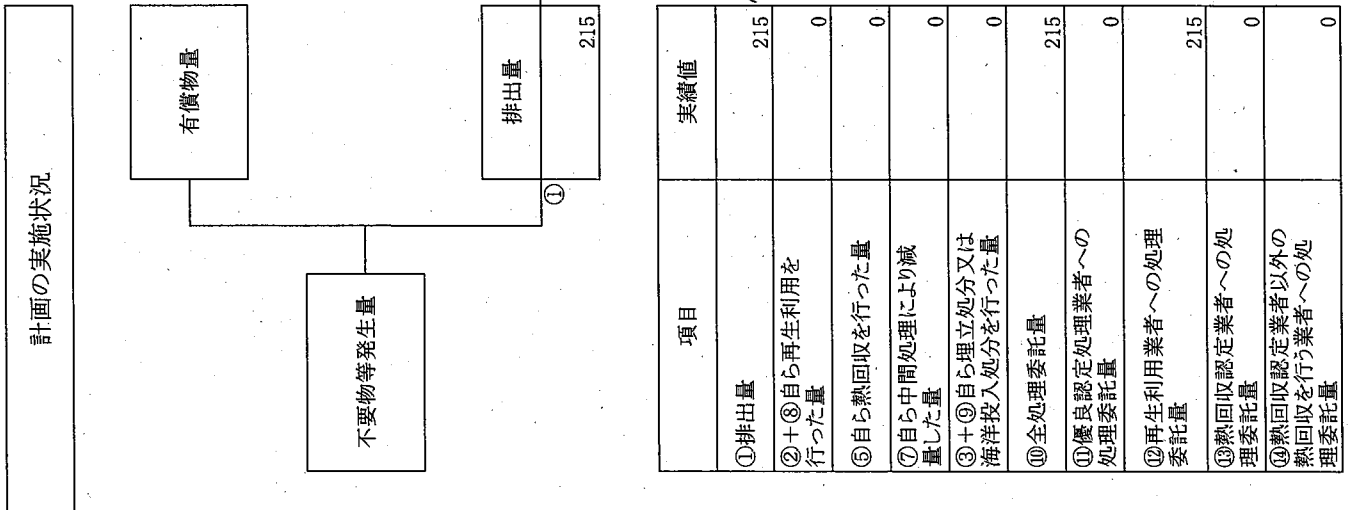 計画の実施状況
有償物量
不要物等発生量
排出量
①
215
項目
実績値
①排出量
215
②+⑧自ら再生利用を
行った量
0
⑤自ら熱回収を行った量
0
⑦自ら中間処理により減
量した量
0
③+⑨自ら埋立処分又は
海洋投入処分を行った量
0
⑩全処理委託量
215
⑪優良認定処理業者への
処理委託量
0
⑫再生利用業者への処理
委託量
215
⑬熱回収認定業者への処
理委託量
0
⑭熱回収認定業者以外の
熱回収を行う業者への処
理委託量
0